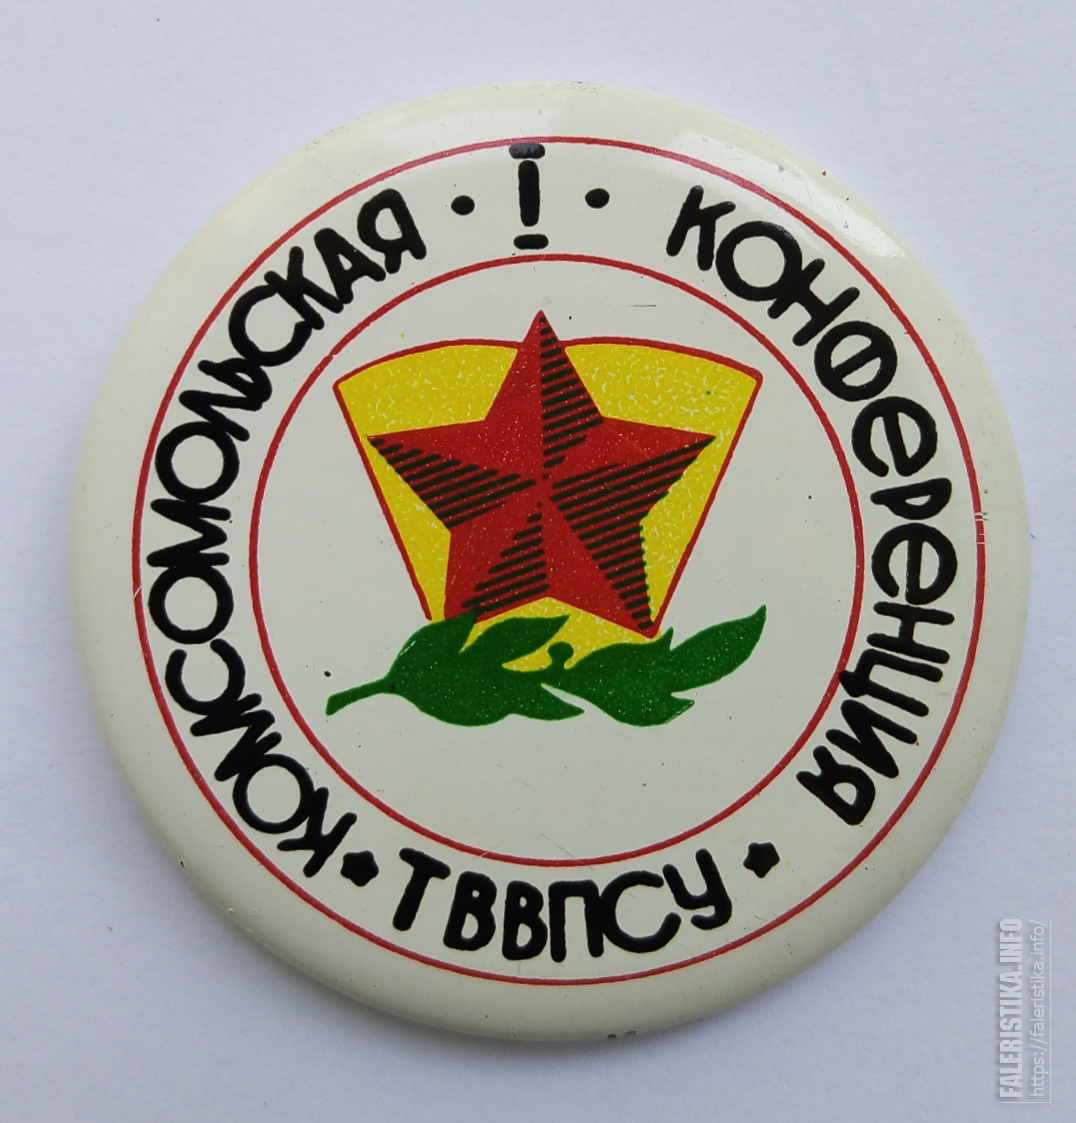 КОМСОМОЛЬСКАЯ · I · КОНФЕРЕНЦИЯ
ТВВПСУ
FALERISTIKA.INFO
https://faleristika.info/